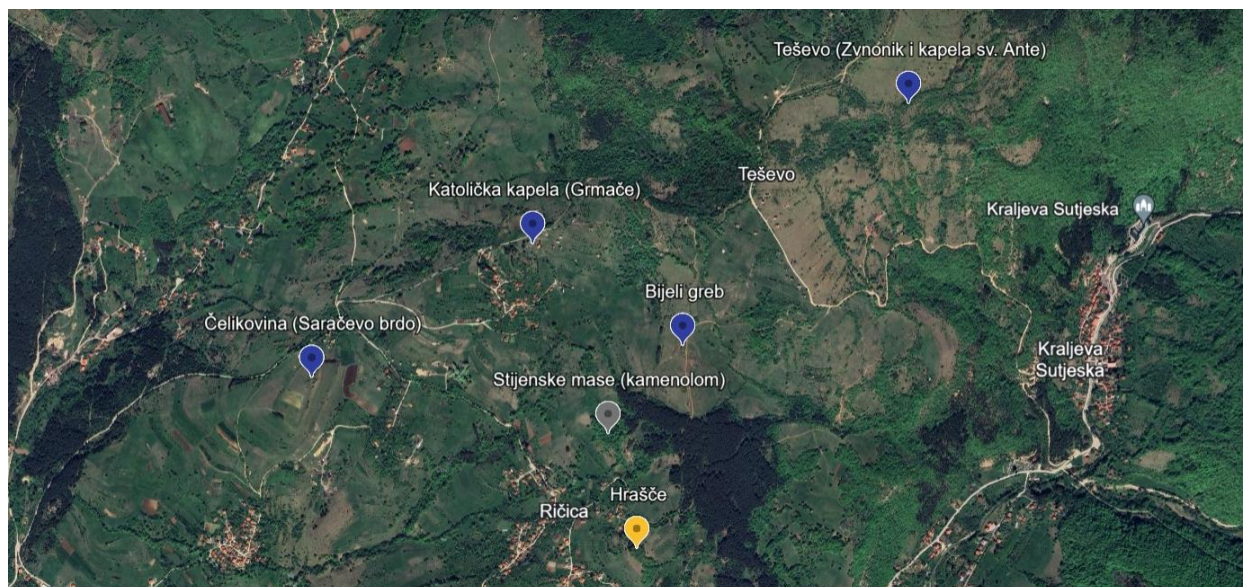 Teševo (Zvnonik i kapela sv. Ante)
Teševo
Katolička kapela (Grmače)
Kraljeva Sutjeska
Bijeli greb
Čelikovina (Saračevo brdo)
Kraljeva
Sutjeska
Stijenske mase (kamenolom)
Hrašče
Ričica